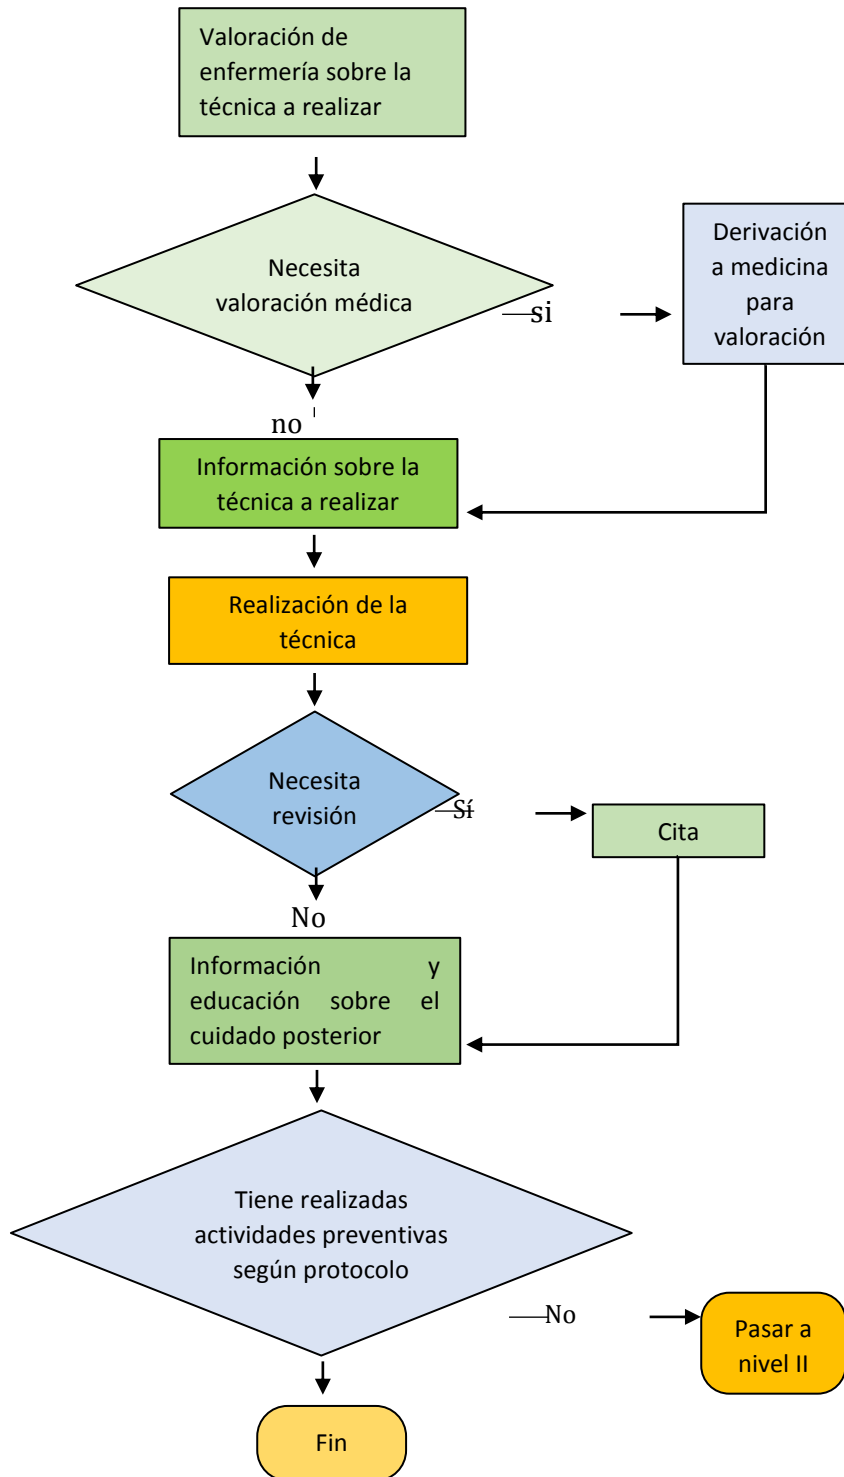 Valoración de
enfermería sobre la
técnica a realizar
Necesita
valoración médica
si
Derivación
a medicina
para
valoración
no
Información sobre la
técnica a realizar
Realización de la
técnica
Necesita
revisión
Sí
Cita
No
Información y
educación sobre el
cuidado posterior
Tiene realizadas
actividades preventivas
según protocolo
No
Pasar a
nivel II
Fin